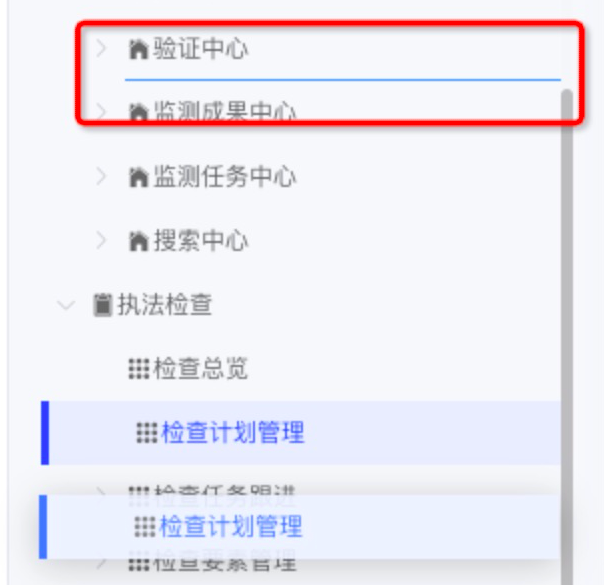 验证中心
监测成果中心
监测任务中心
搜索中心
执法检查
检查总览
检查计划管理
检查任务跟进
检查计划管理
检查要素管理